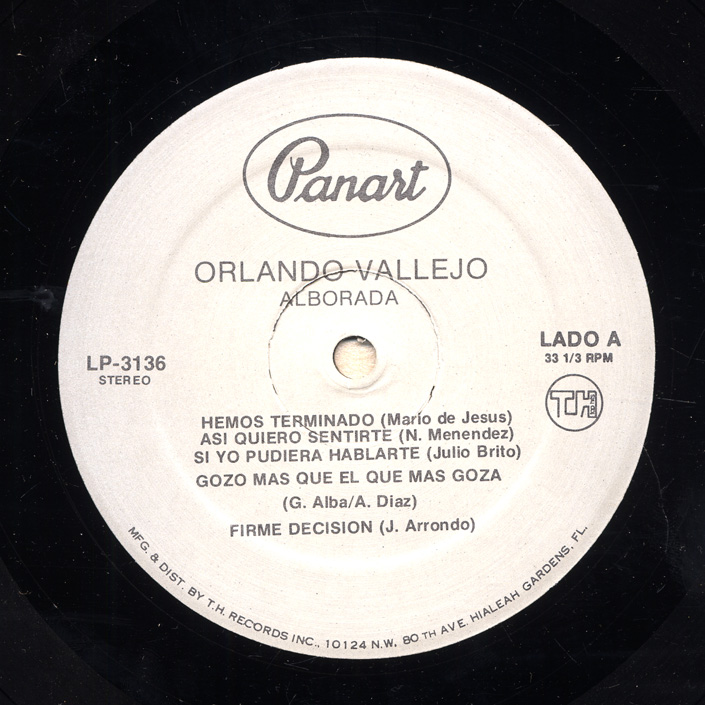 Panart
ORLANDO VALLEJO
ALBORADA
LP-3136
STEREO
LADO A
33 1/3 RPM
TH
HEMOS TERMINADO (Mario de Jesus)
ASI QUIERO SENTIRTE (N. Menendez)
SI YO PUDIERA HABLARTE (Julio Brito)
GOZO MAS QUE EL QUE MAS GOZA
(G. Alba/A. Diaz)
FIRME DECISION (J. Arrondo)
MFG. & DIST. BY T.H. RECORDS INC., 10124 N.W. 80 TH AVE. HIALEAH GARDENS, FL.